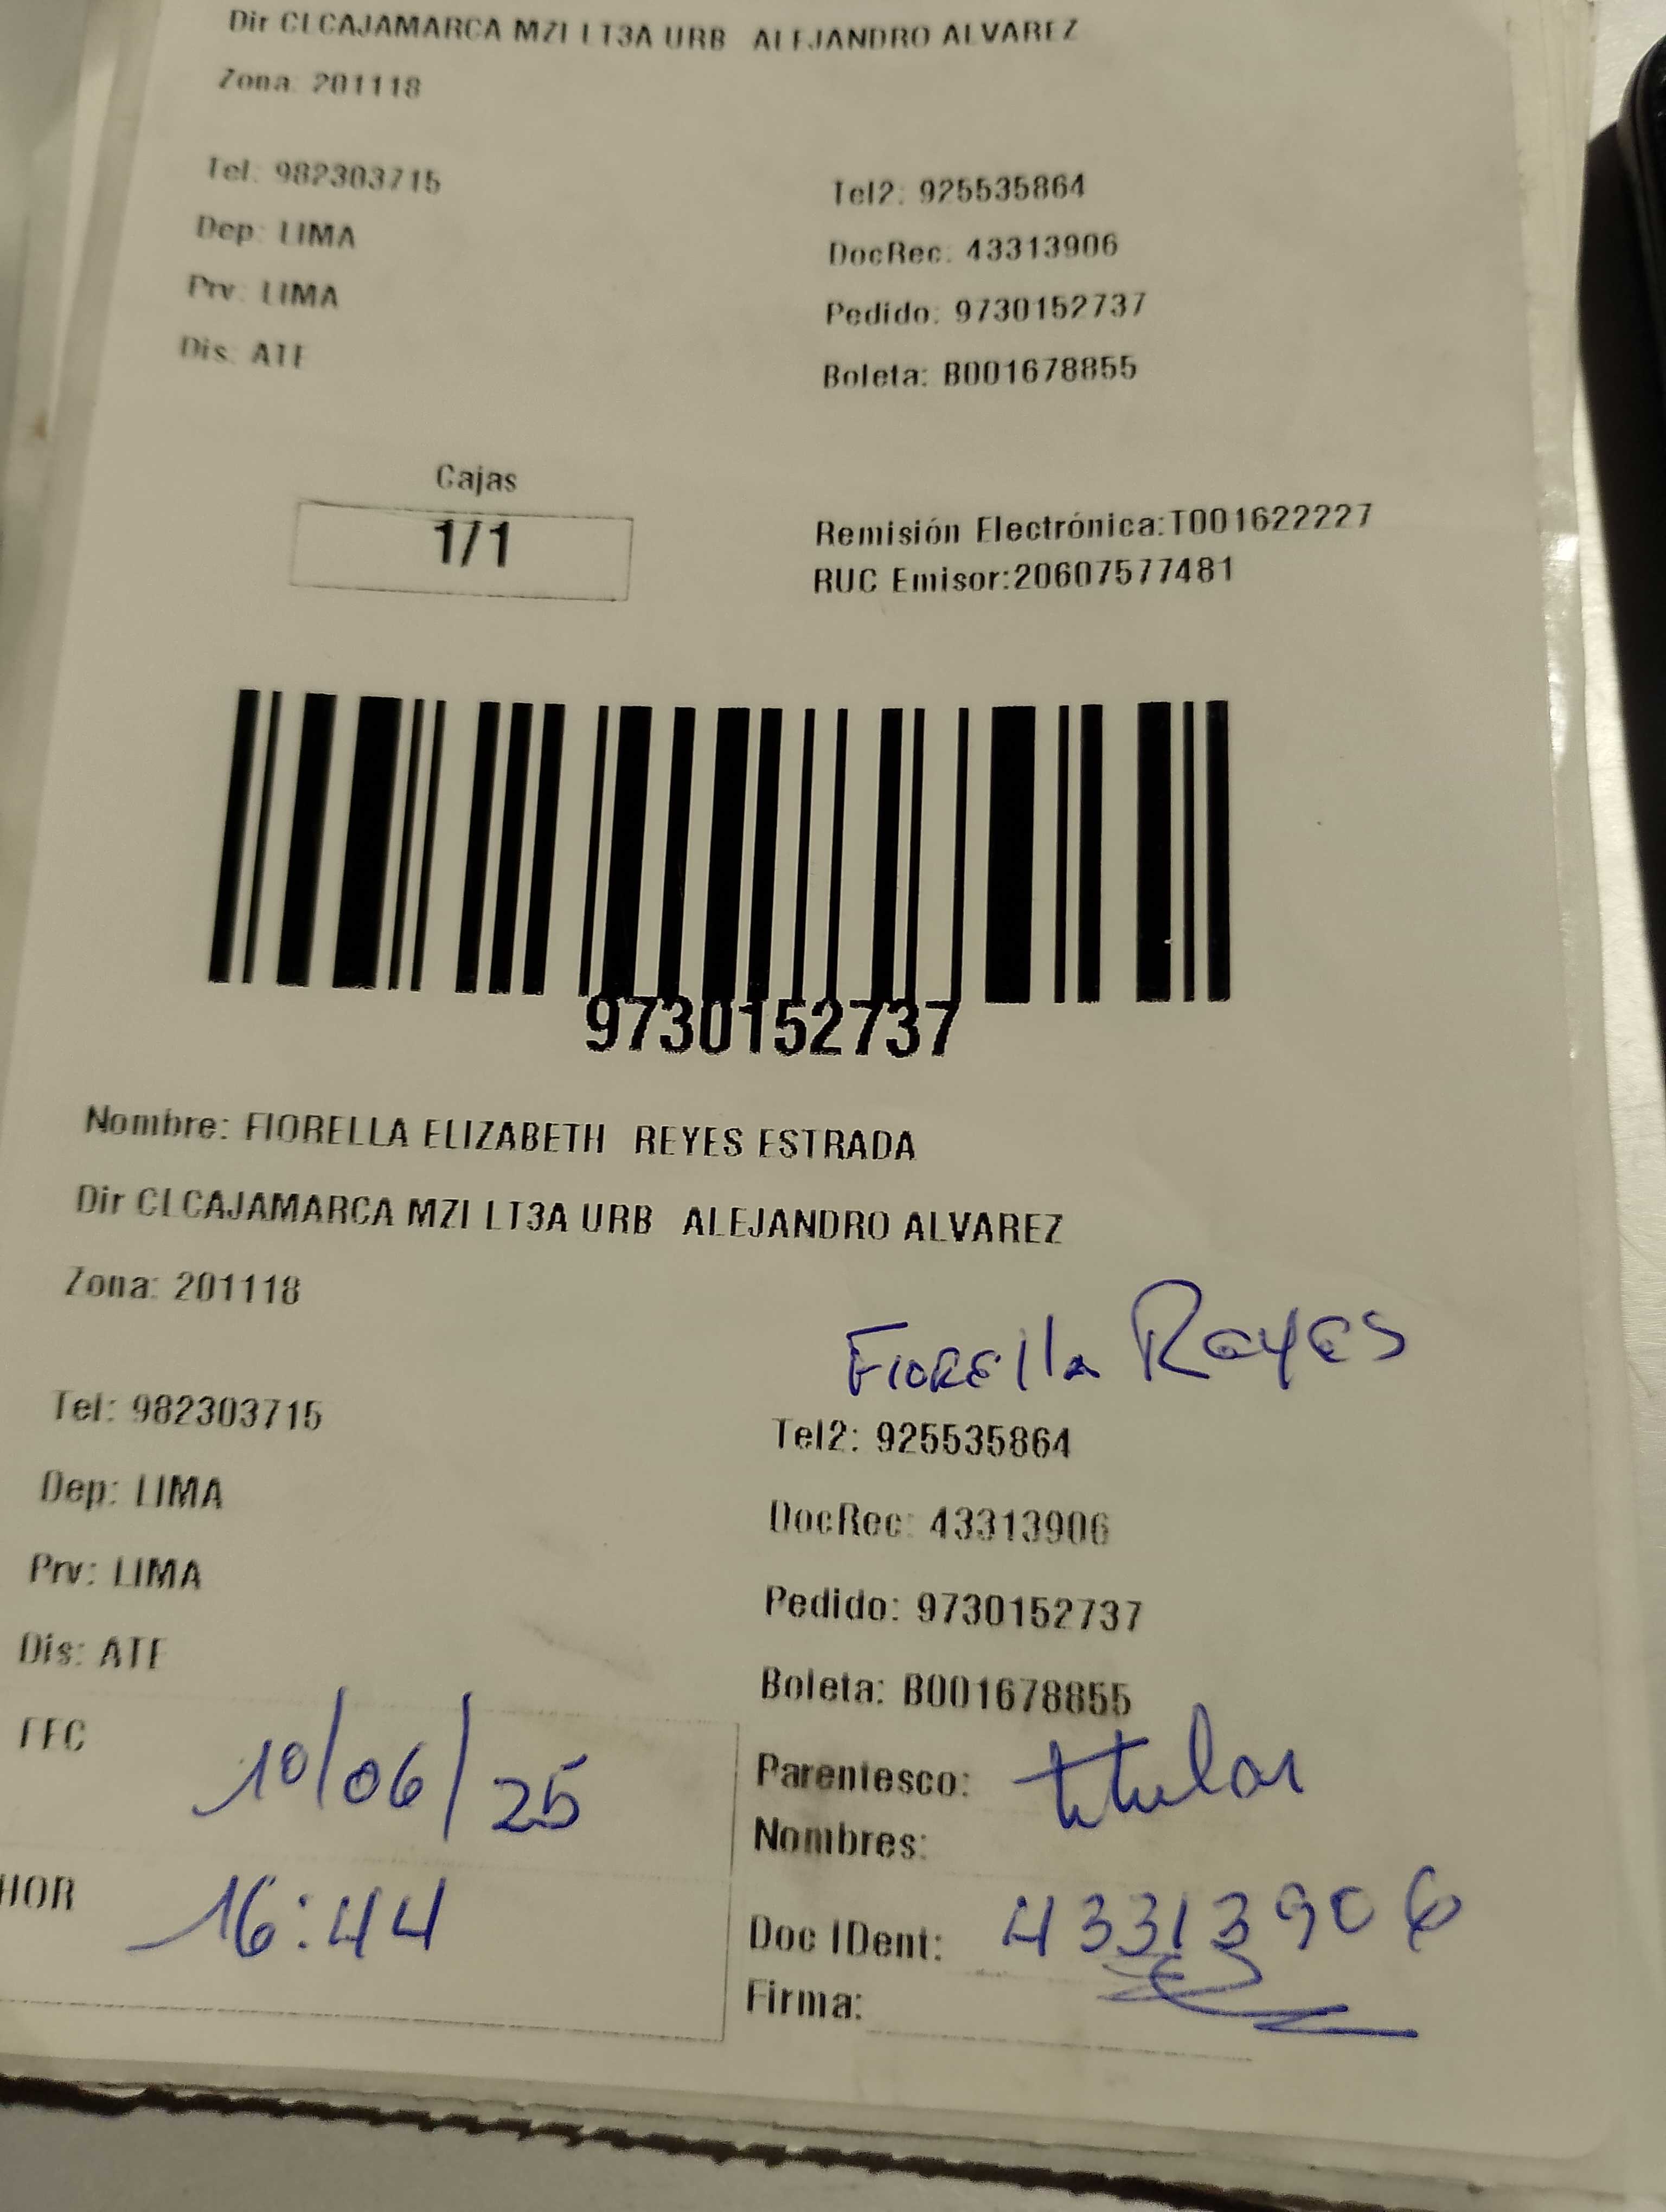 Dir CLCAJAMARCA MZI LT3A URB ALEJANDRO ALVAREZ
Zona: 201118
Tel: 982303715 Tel2: 925535864
Dep: LIMA DocRec: 43313906
Prv: LIMA Pedido: 9730152737
Dis: ATE Boleta: B001678855
Cajas
1/1
Remisión Electrónica:T001622227
RUC Emisor:20607577481
9730152737
Nombre: FIORELLA ELIZABETH REYES ESTRADA
Dir CLCAJAMARCA MZI LT3A URB ALEJANDRO ALVAREZ
Zona: 201118
Fiorella Reyes
Tel: 982303715 Tel2: 925535864
Dep: LIMA DocRec: 43313906
Prv: LIMA Pedido: 9730152737
Dis: ATE Boleta: B001678855
FEC 10/06/25 Parentesco: titular
Nombres:
HOR 16:44 Doc IDent: 43313906
Firma: